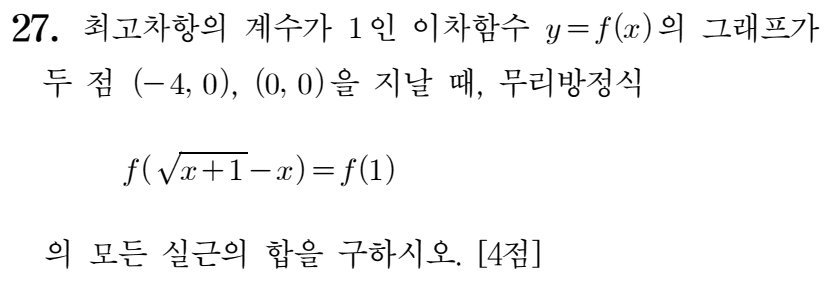 27. 최고차항의 계수가 1인 이차함수 y=f(x)의 그래프가
두 점 (−4, 0), (0, 0)을 지날 때, 무리방정식
f(√(x+1)−x)=f(1)
의 모든 실근의 합을 구하시오. [4점]